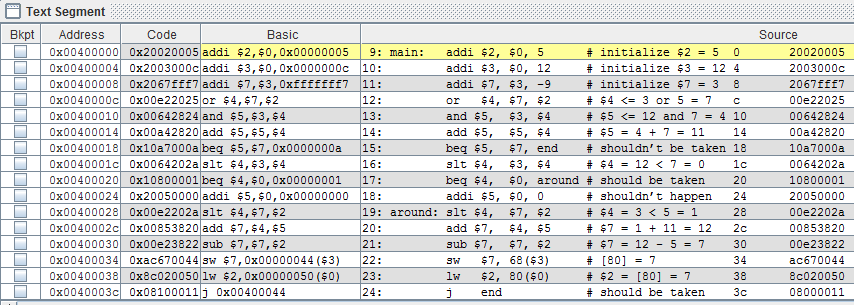 Text Segment
Bkpt Address Code Basic Source
0x00400000 0x20020005 addi $2,$0,0x00000005 9: main: addi $2, $0, 5 # initialize $2 = 5 0 20020005
0x00400004 0x2003000c addi $3,$0,0x0000000c 10: addi $3, $0, 12 # initialize $3 = 12 4 2003000c
0x00400008 0x2067fff7 addi $7,$3,0xfffffff7 11: addi $7, $3, -9 # initialize $7 = 3 8 2067fff7
0x0040000c 0x00e22025 or $4,$7,$2 12: or $4, $7, $2 # $4 <= 3 or 5 = 7 c 00e22025
0x00400010 0x00642824 and $5,$3,$4 13: and $5, $3, $4 # $5 <= 12 and 7 = 4 10 00642824
0x00400014 0x00a42820 add $5,$5,$4 14: add $5, $5, $4 # $5 = 4 + 7 = 11 14 00a42820
0x00400018 0x10a7000a beq $5,$7,0x0000000a 15: beq $5, $7, end # shouldn't be taken 18 10a7000a
0x0040001c 0x0064202a slt $4,$3,$4 16: slt $4, $3, $4 # $4 = 12 < 7 = 0 1c 0064202a
0x00400020 0x10800001 beq $4,$0,0x00000001 17: beq $4, $0, around # should be taken 20 10800001
0x00400024 0x20050000 addi $5,$0,0x00000000 18: addi $5, $0, 0 # shouldn't happen 24 20050000
0x00400028 0x00e2202a slt $4,$7,$2 19: around: slt $4, $7, $2 # $4 = 3 < 5 = 1 28 00e2202a
0x0040002c 0x00853820 add $7,$4,$5 20: add $7, $4, $5 # $7 = 1 + 11 = 12 2c 00853820
0x00400030 0x00e23822 sub $7,$7,$2 21: sub $7, $7, $2 # $7 = 12 - 5 = 7 30 00e23822
0x00400034 0xac670044 sw $7,0x00000044($3) 22: sw $7, 68($3) # [80] = 7 34 ac670044
0x00400038 0x8c020050 lw $2,0x00000050($0) 23: lw $2, 80($0) # $2 = [80] = 7 38 8c020050
0x0040003c 0x08100011 j 0x00400044 24: j end # should be taken 3c 08000011